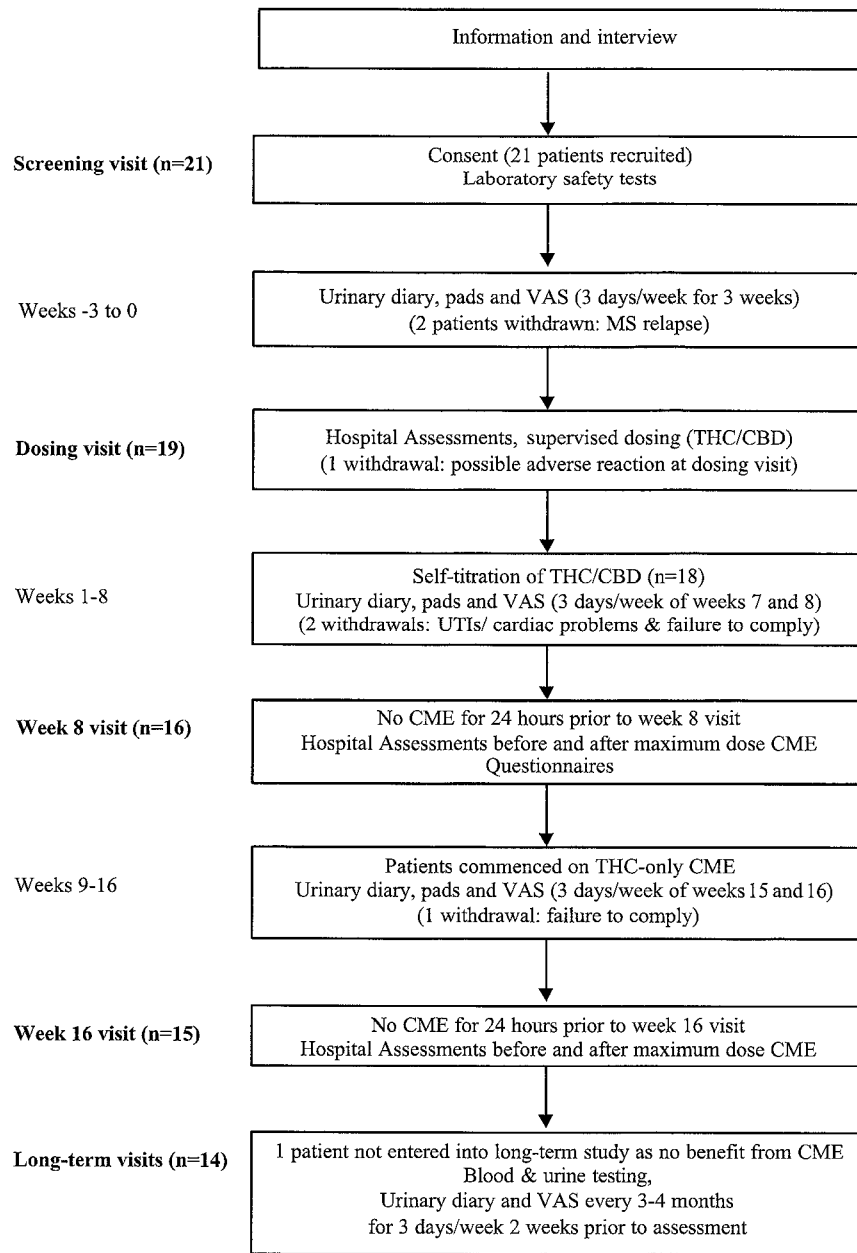 Information and interview
Screening visit (n=21)
Consent (21 patients recruited)
Laboratory safety tests
Weeks -3 to 0
Urinary diary, pads and VAS (3 days/week for 3 weeks)
(2 patients withdrawn: MS relapse)
Dosing visit (n=19)
Hospital Assessments, supervised dosing (THC/CBD)
(1 withdrawal: possible adverse reaction at dosing visit)
Weeks 1-8
Self-titration of THC/CBD (n=18)
Urinary diary, pads and VAS (3 days/week of weeks 7 and 8)
(2 withdrawals: UTIs/ cardiac problems & failure to comply)
Week 8 visit (n=16)
No CME for 24 hours prior to week 8 visit
Hospital Assessments before and after maximum dose CME
Questionnaires
Weeks 9-16
Patients commenced on THC-only CME
Urinary diary, pads and VAS (3 days/week of weeks 15 and 16)
(1 withdrawal: failure to comply)
Week 16 visit (n=15)
No CME for 24 hours prior to week 16 visit
Hospital Assessments before and after maximum dose CME
Long-term visits (n=14)
1 patient not entered into long-term study as no benefit from CME
Blood & urine testing,
Urinary diary and VAS every 3-4 months
for 3 days/week 2 weeks prior to assessment